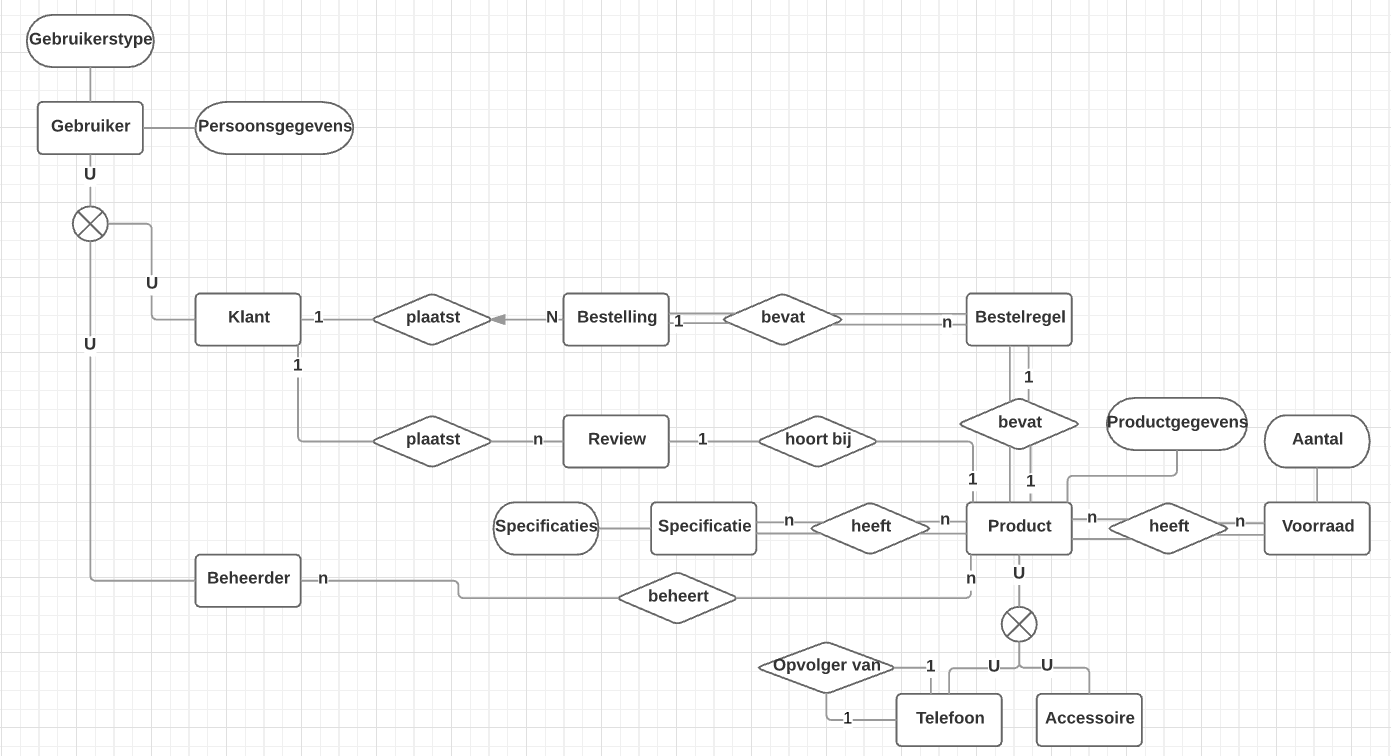 Gebruikerstype
Gebruiker
Persoonsgegevens
U
U
U
Klant
1
plaatst
N
Bestelling
1
bevat
n
Bestelregel
1
1
plaatst
n
Review
1
hoort bij
1
bevat
1
Productgegevens
Aantal
Specificaties
Specificatie
n
heeft
n
Product
n
heeft
n
Voorraad
Beheerder
n
beheert
n
U
U
U
Opvolger van
1
1
Telefoon
Accessoire